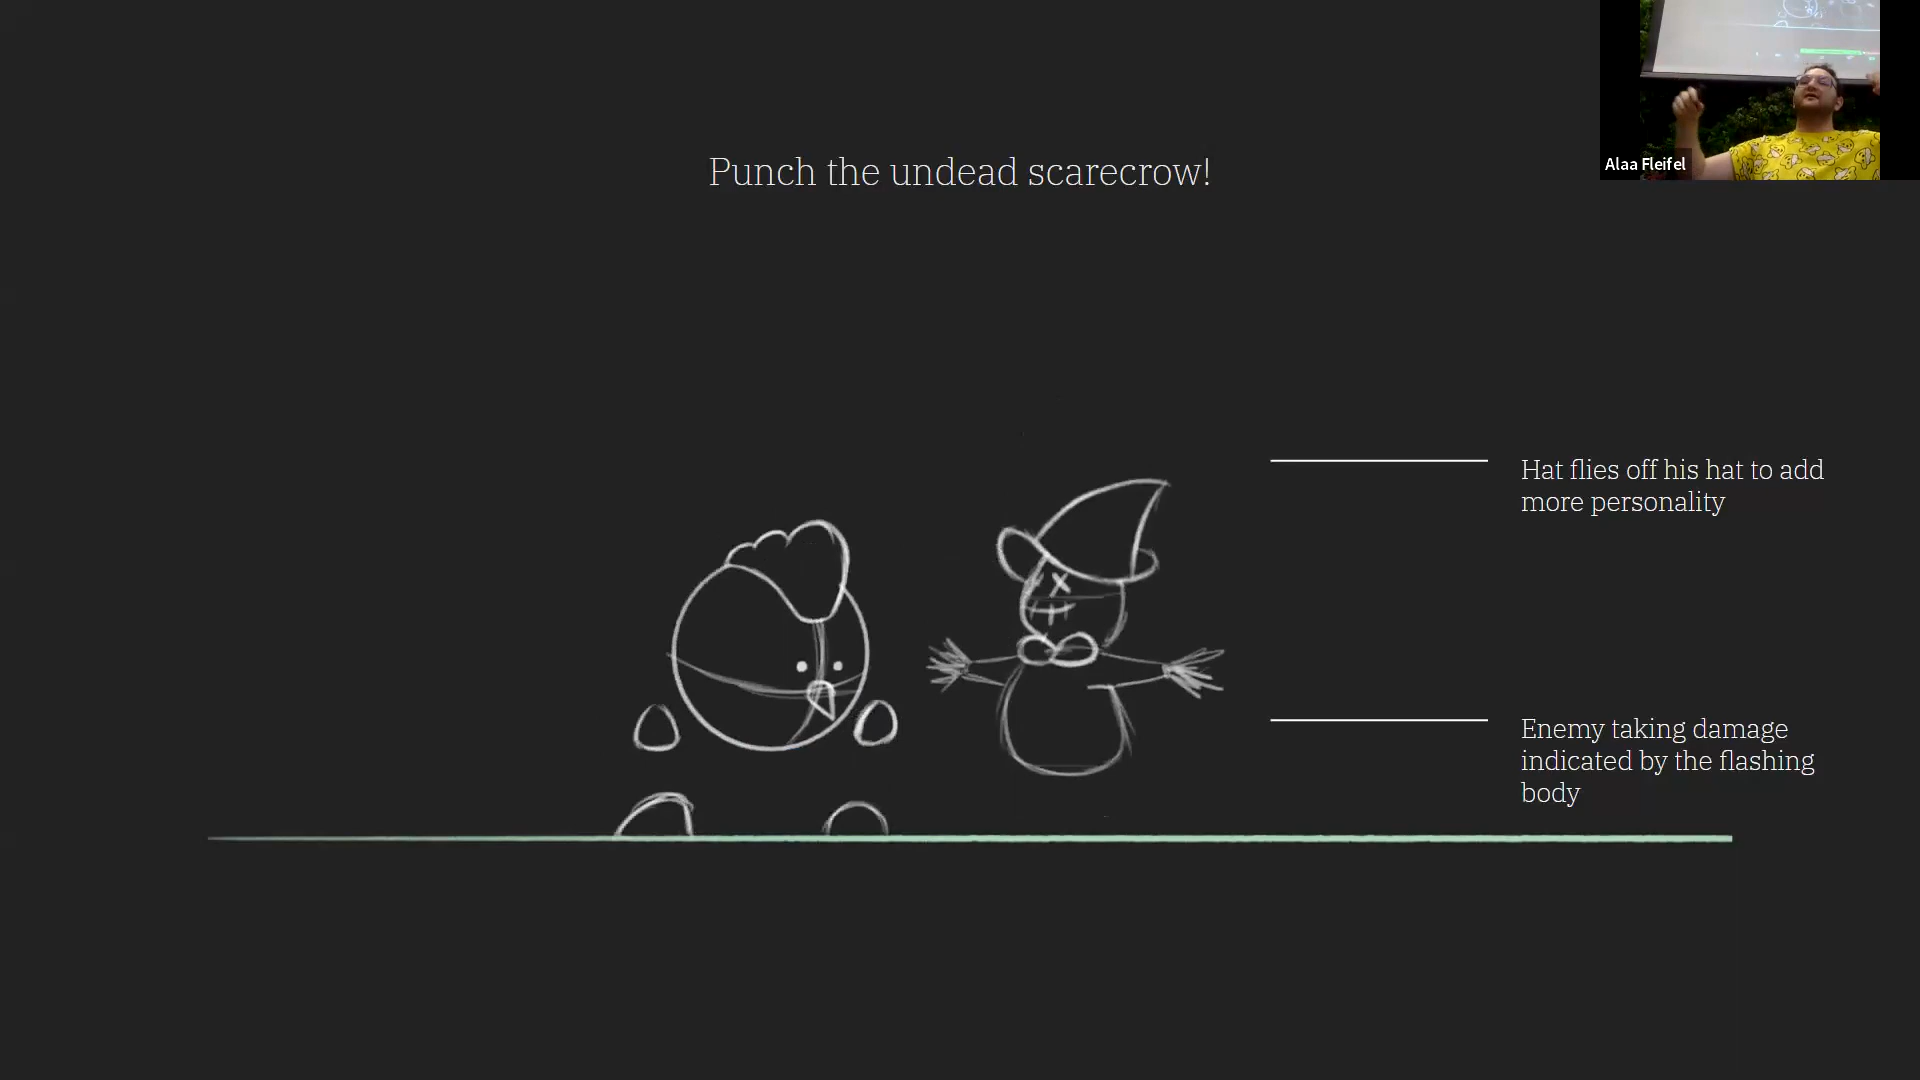 Punch the undead scarecrow!
Alaa Fleifel
Hat flies off his hat to add
more personality
Enemy taking damage
indicated by the flashing
body